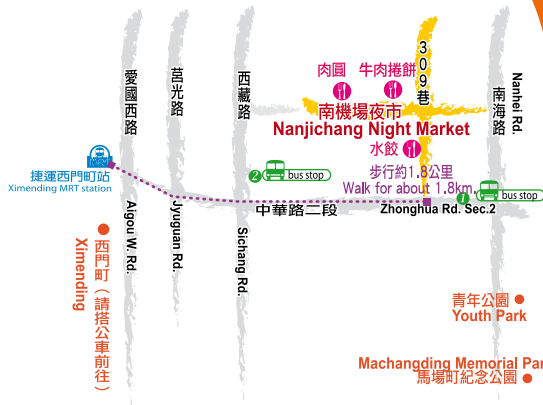 愛國西路
莒光路
西藏路
309巷
南海路
Nanhei Rd.
肉圓
牛肉捲餅
南機場夜市
Nanjichang Night Market
水餃
步行約1.8公里
Walk for about 1.8km.
捷運西門町站
Ximending MRT station
2
bus stop
1
bus stop
中華路二段
Zhonghua Rd. Sec.2
Aigou W. Rd.
Jyuguan Rd.
Sichang Rd.
西門町（請搭公車前往）
Ximending
青年公園
Youth Park
Machangding Memorial Par
馬場町紀念公園